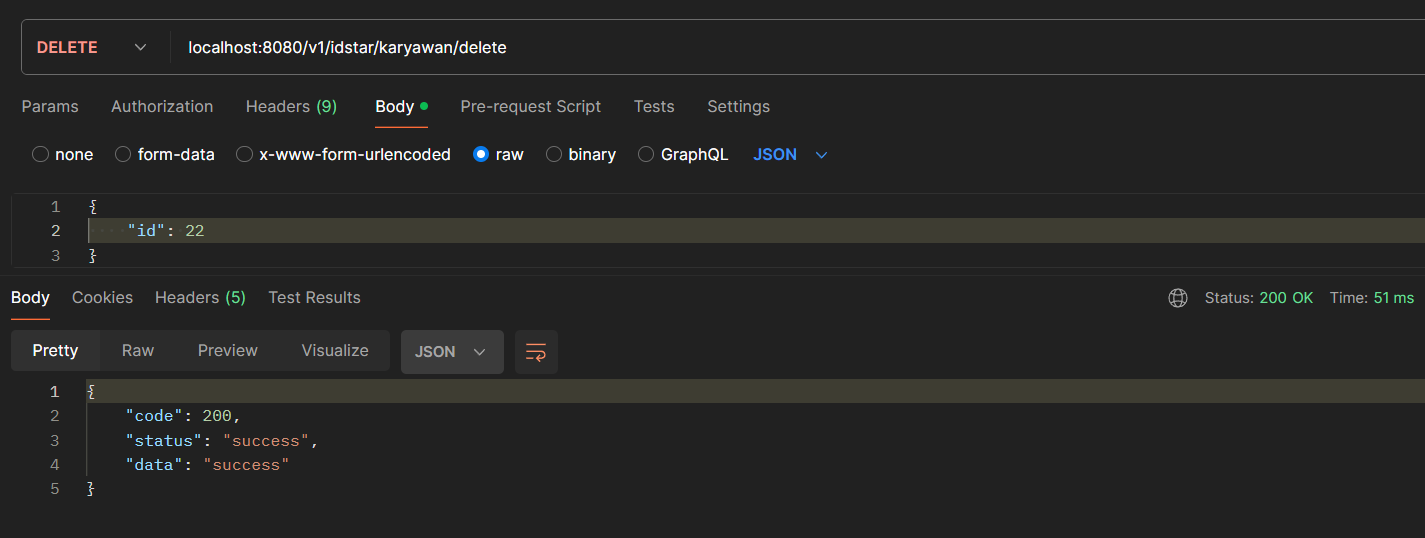 DELETE localhost:8080/v1/idstar/karyawan/delete
Params Authorization Headers (9) Body Pre-request Script Tests Settings
none form-data x-www-form-urlencoded raw binary GraphQL JSON
1 {
2 "id": 22
3 }
Body Cookies Headers (5) Test Results Status: 200 OK Time: 51 ms
Pretty Raw Preview Visualize JSON
1 {
2 "code": 200,
3 "status": "success",
4 "data": "success"
5 }